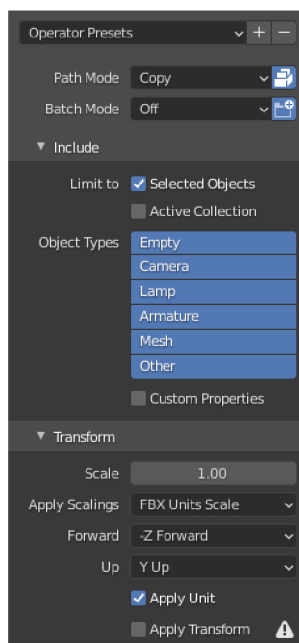 Operator Presets
Path Mode Copy
Batch Mode Off
Include
Limit to Selected Objects
Active Collection
Object Types Empty
Camera
Lamp
Armature
Mesh
Other
Custom Properties
Transform
Scale 1.00
Apply Scalings FBX Units Scale
Forward -Z Forward
Up Y Up
Apply Unit
Apply Transform